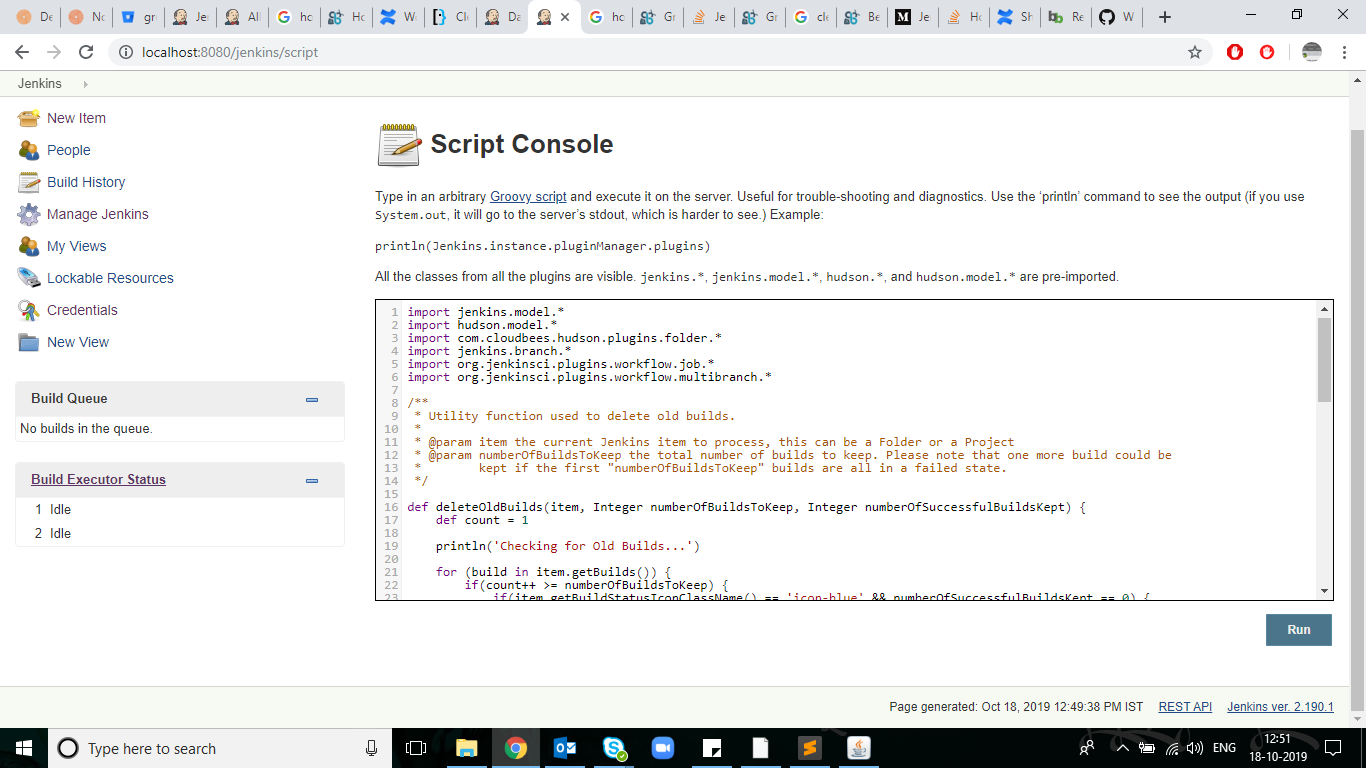 De
No
gr
Je
All
hc
Ho
Wo
Cl
Da
hc
Gr
Je
Gr
cle
Be
Je
Ho
Sh
Re
W
localhost:8080/jenkins/script
Jenkins
New Item
People
Build History
Manage Jenkins
My Views
Lockable Resources
Credentials
New View
Build Queue
No builds in the queue.
Build Executor Status
1 Idle
2 Idle
Script Console
Type in an arbitrary Groovy script and execute it on the server. Useful for trouble-shooting and diagnostics. Use the ‘println’ command to see the output (if you use
System.out, it will go to the server’s stdout, which is harder to see.) Example:
println(Jenkins.instance.pluginManager.plugins)
All the classes from all the plugins are visible. jenkins.*, jenkins.model.*, hudson.*, and hudson.model.* are pre-imported.
1 import jenkins.model.*
2 import hudson.model.*
3 import com.cloudbees.hudson.plugins.folder.*
4 import jenkins.branch.*
5 import org.jenkinsci.plugins.workflow.job.*
6 import org.jenkinsci.plugins.workflow.multibranch.*
7
8 /**
9 * Utility function used to delete old builds.
10 *
11 * @param item the current Jenkins item to process, this can be a Folder or a Project
12 * @param numberOfBuildsToKeep the total number of builds to keep. Please note that one more build could be
13 * kept if the first "numberOfBuildsToKeep" builds are all in a failed state.
14 */
15
16 def deleteOldBuilds(item, Integer numberOfBuildsToKeep, Integer numberOfSuccessfulBuildsKept) {
17 def count = 1
18
19 println('Checking for Old Builds...')
20
21 for (build in item.getBuilds()) {
22 if(count++ >= numberOfBuildsToKeep) {
23 if(item.getBuildStatusIconClassName() == 'icon-blue' && numberOfSuccessfulBuildsKept == 0) {
Run
Page generated: Oct 18, 2019 12:49:38 PM IST REST API Jenkins ver. 2.190.1
Type here to search
ENG
12:51
18-10-2019